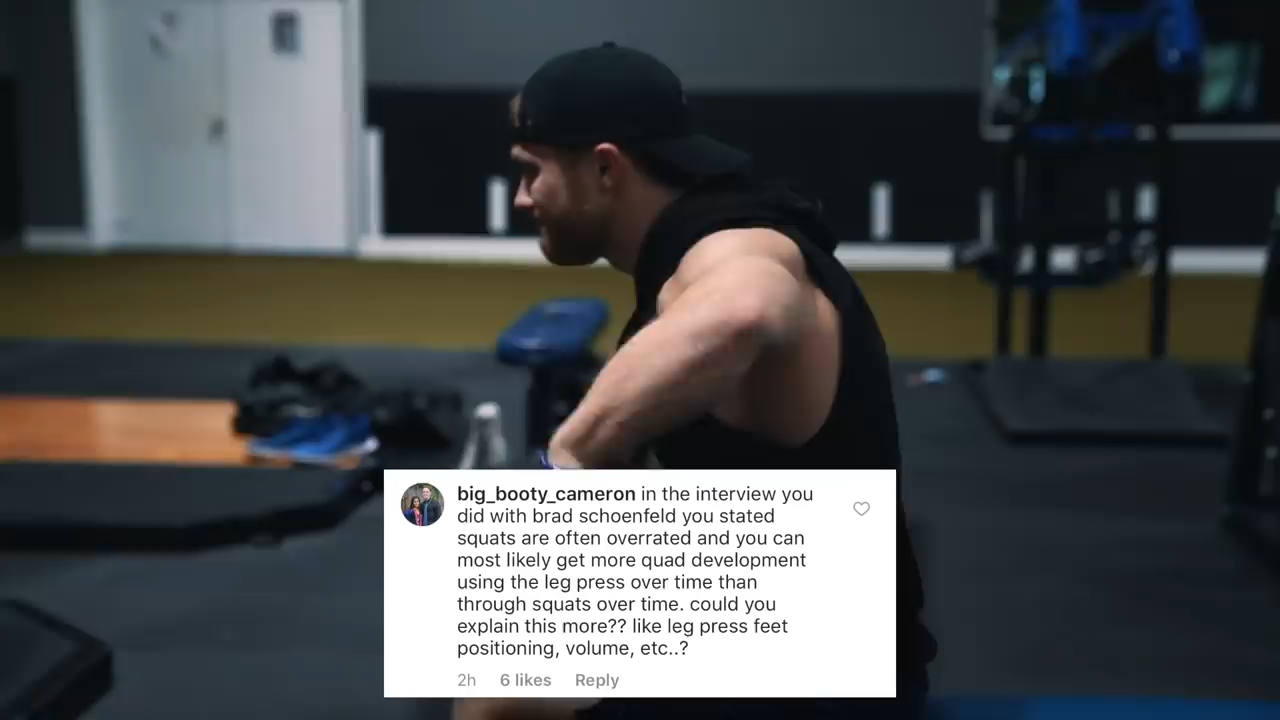 big_booty_cameron in the interview you
did with brad schoenfeld you stated
squats are often overrated and you can
most likely get more quad development
using the leg press over time than
through squats over time. could you
explain this more?? like leg press feet
positioning, volume, etc..?
2h 6 likes Reply